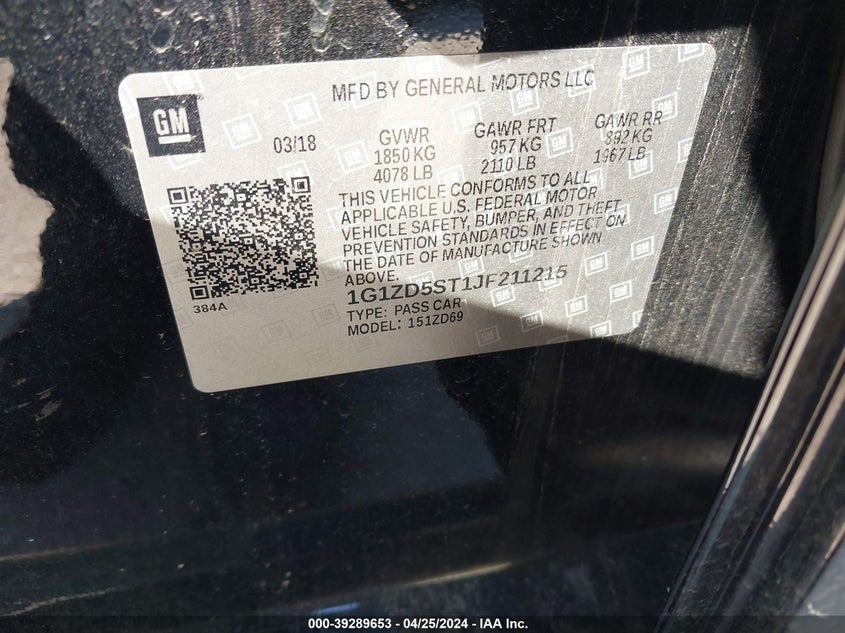 MFD BY GENERAL MOTORS LLC
GM
03/18
GVWR
1850 KG
4078 LB
GAWR FRT
957 KG
2110 LB
GAWR RR
892 KG
1967 LB
THIS VEHICLE CONFORMS TO ALL
APPLICABLE U.S. FEDERAL MOTOR
VEHICLE SAFETY, BUMPER, AND THEFT
PREVENTION STANDARDS IN EFFECT ON
THE DATE OF MANUFACTURE SHOWN
ABOVE.
1G1ZD5ST1JF211215
TYPE: PASS CAR
MODEL: 151ZD69
384A
000-39289653 - 04/25/2024 - IAA Inc.